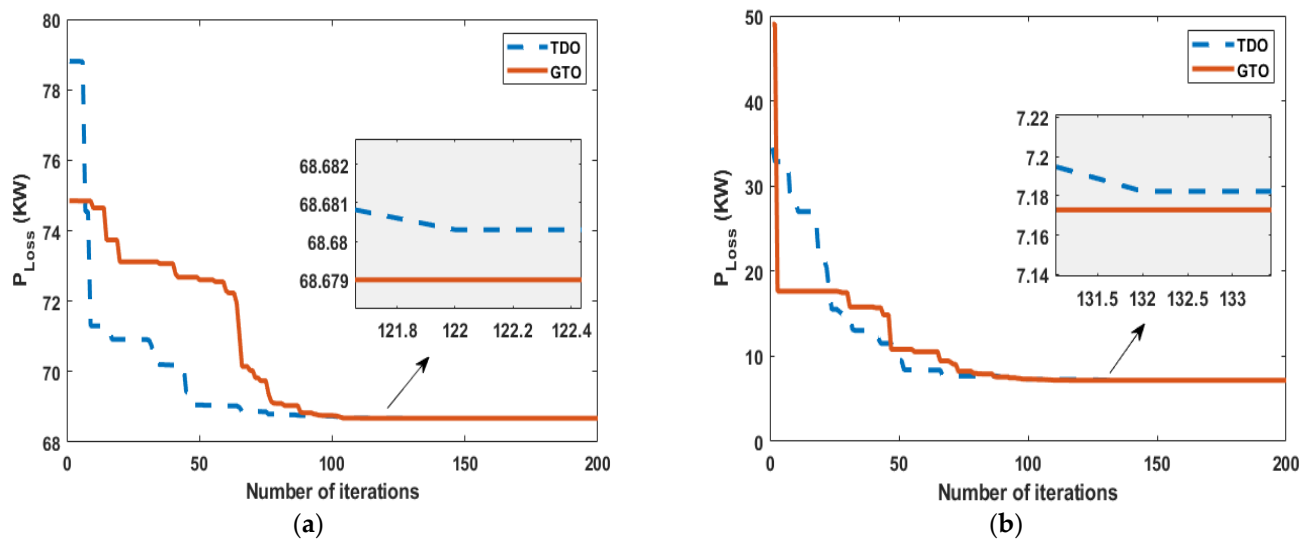 80
78
76
74
72
70
68
P_Loss (KW)
TDO
GTO
68.682
68.681
68.68
68.679
121.8 122 122.2 122.4
0 50 100 150 200
Number of iterations
(a)
50
40
30
20
10
0
P_Loss (KW)
TDO
GTO
7.22
7.2
7.18
7.16
7.14
131.5 132 132.5 133
0 50 100 150 200
Number of iterations
(b)